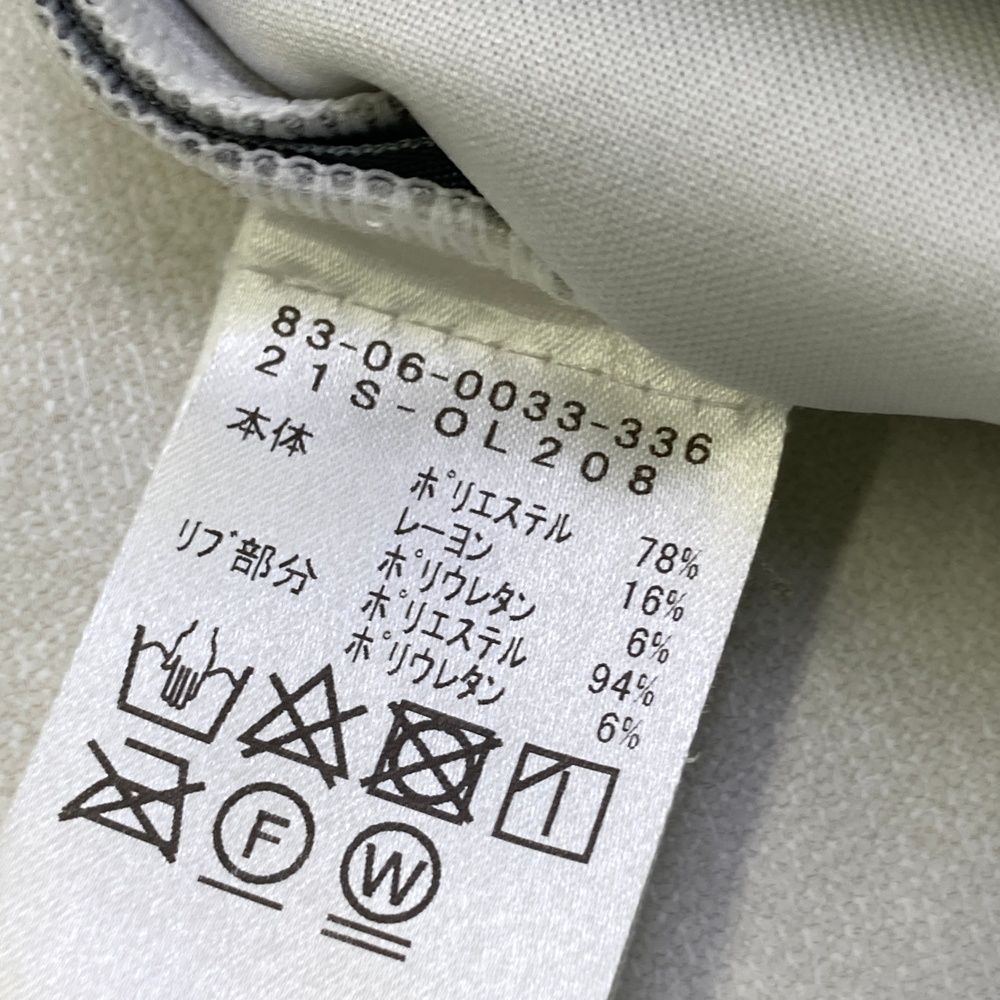 83-06-0033-336
21S-OL208
本体 ポリエステル 78%
レーヨン 16%
ポリウレタン 6%
リブ部分 ポリエステル 94%
ポリウレタン 6%
F
W